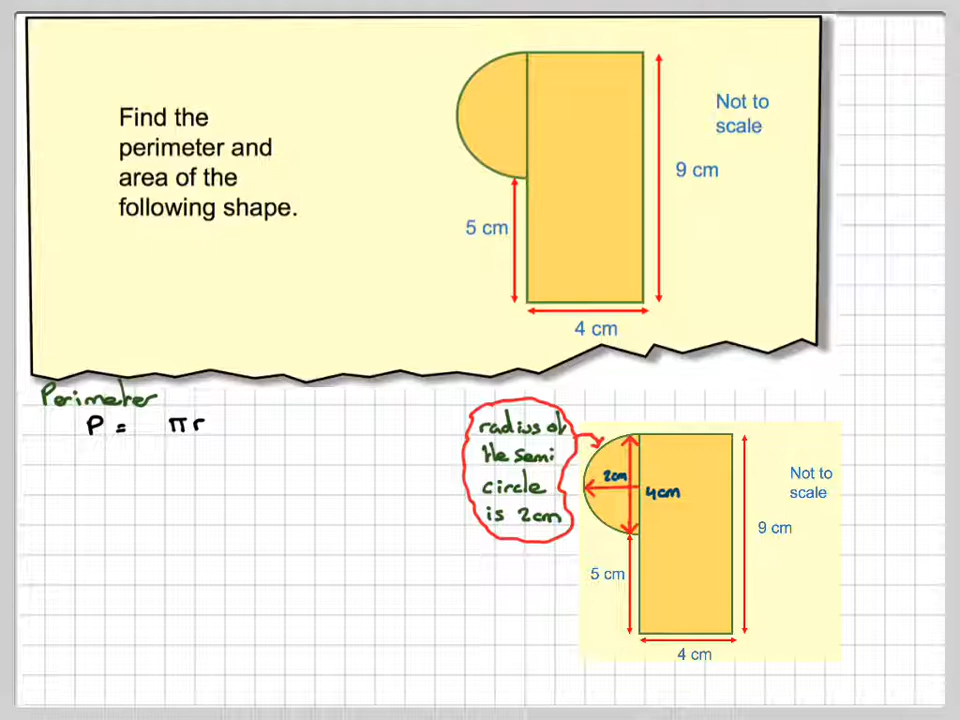 Find the
perimeter and
area of the
following shape.
Not to
scale
9 cm
5 cm
4 cm
Perimeter
P = πr
radius of
the semi
circle
is 2cm
2cm
4cm
Not to
scale
9 cm
5 cm
4 cm